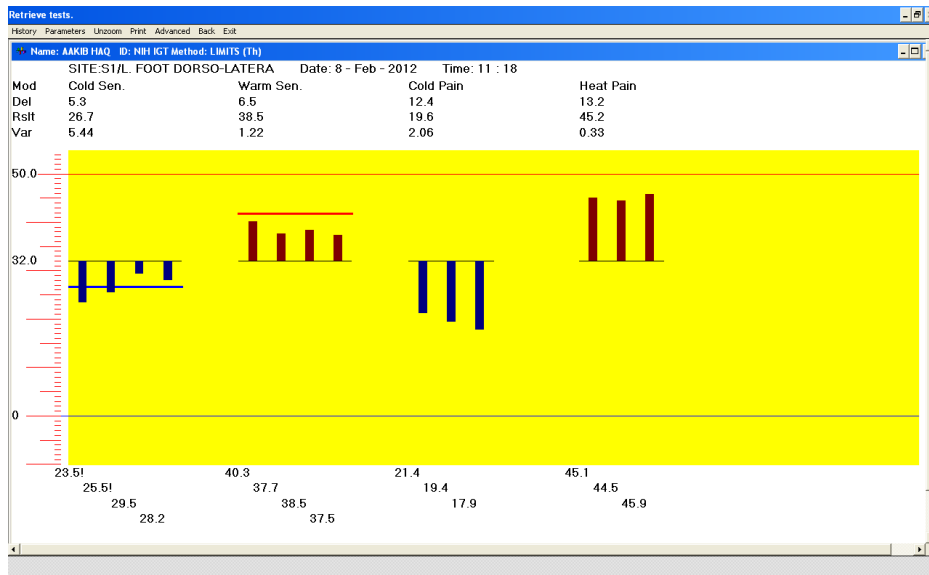 Retrieve tests.
History Parameters Unzoom Print Advanced Back Exit
Name: AAKIB HAQ ID: NIH IGT Method: LIMITS (Th)
SITE:S1/L. FOOT DORSO-LATERA Date: 8 - Feb - 2012 Time: 11 : 18
Mod Cold Sen. Warm Sen. Cold Pain Heat Pain
Del 5.3 6.5 12.4 13.2
Rslt 26.7 38.5 19.6 45.2
Var 5.44 1.22 2.06 0.33
50.0
32.0
0
23.5! 40.3 21.4 45.1
25.5! 37.7 19.4 44.5
29.5 38.5 17.9 45.9
28.2 37.5